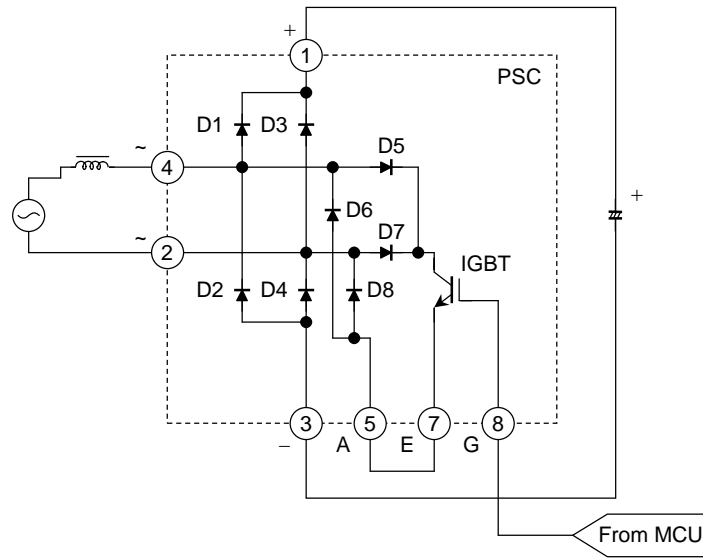 +
1
PSC
D1 D3
D5
~
4
+
D6
~
D7
2
IGBT
D2 D4 D8
3 5 7 8
− A E G
From MCU